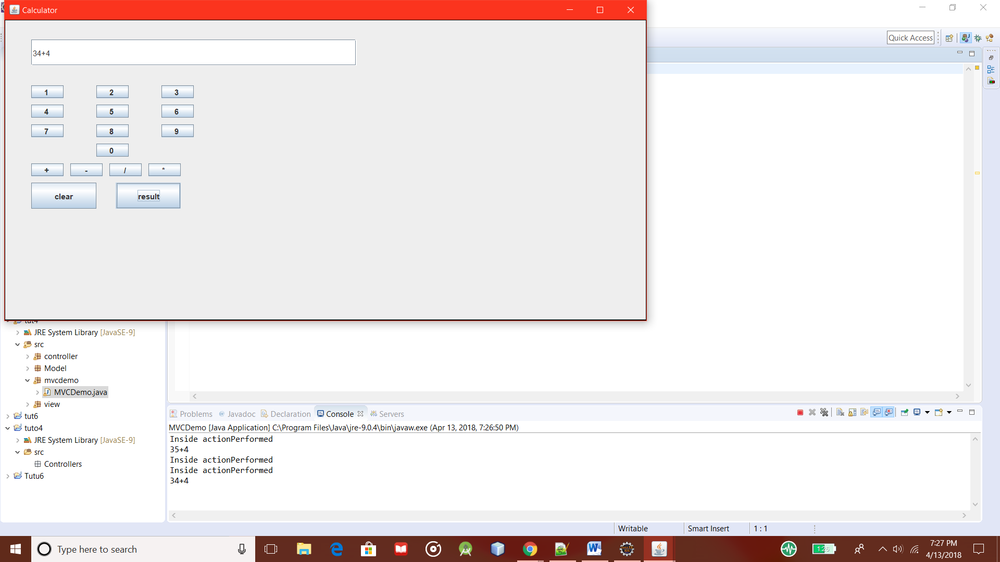 Calculator
34+4
1 2 3
4 5 6
7 8 9
0
+ - / *
clear result
Quick Access
JRE System Library [JavaSE-9]
src
controller
Model
mvcdemo
MVCDemo.java
view
tut6
tuto4
JRE System Library [JavaSE-9]
src
Controllers
Tutu6
Problems @ Javadoc Declaration Console Servers
MVCDemo [Java Application] C:\Program Files\Java\jre-9.0.4\bin\javaw.exe (Apr 13, 2018, 7:26:50 PM)
Inside actionPerformed
35+4
Inside actionPerformed
Inside actionPerformed
34+4
Writable Smart Insert 1 : 1
Type here to search
1:26
7:27 PM
4/13/2018